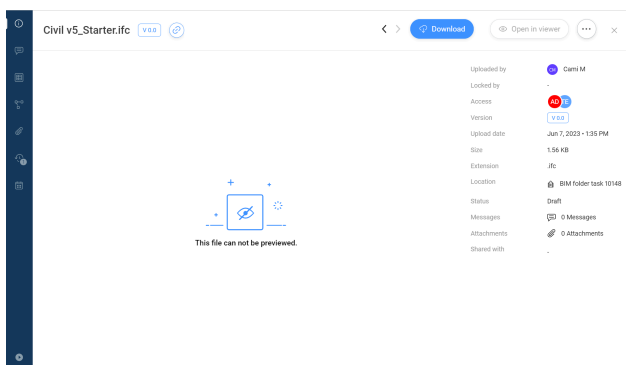 Civil v5_Starter.ifc V 0.0 Download Open in viewer
Uploaded by CM Cami M
Locked by -
Access AD TE
Version V 0.0
Upload date Jun 7, 2023 • 1:35 PM
Size 1.56 KB
Extension .ifc
Location BIM folder task 10148
Status Draft
Messages 0 Messages
Attachments 0 Attachments
Shared with -
This file can not be previewed.